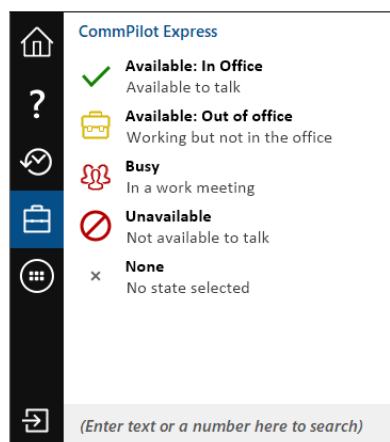 CommPilot Express
Available: In Office
Available to talk
Available: Out of office
Working but not in the office
Busy
In a work meeting
Unavailable
Not available to talk
None
No state selected
(Enter text or a number here to search)